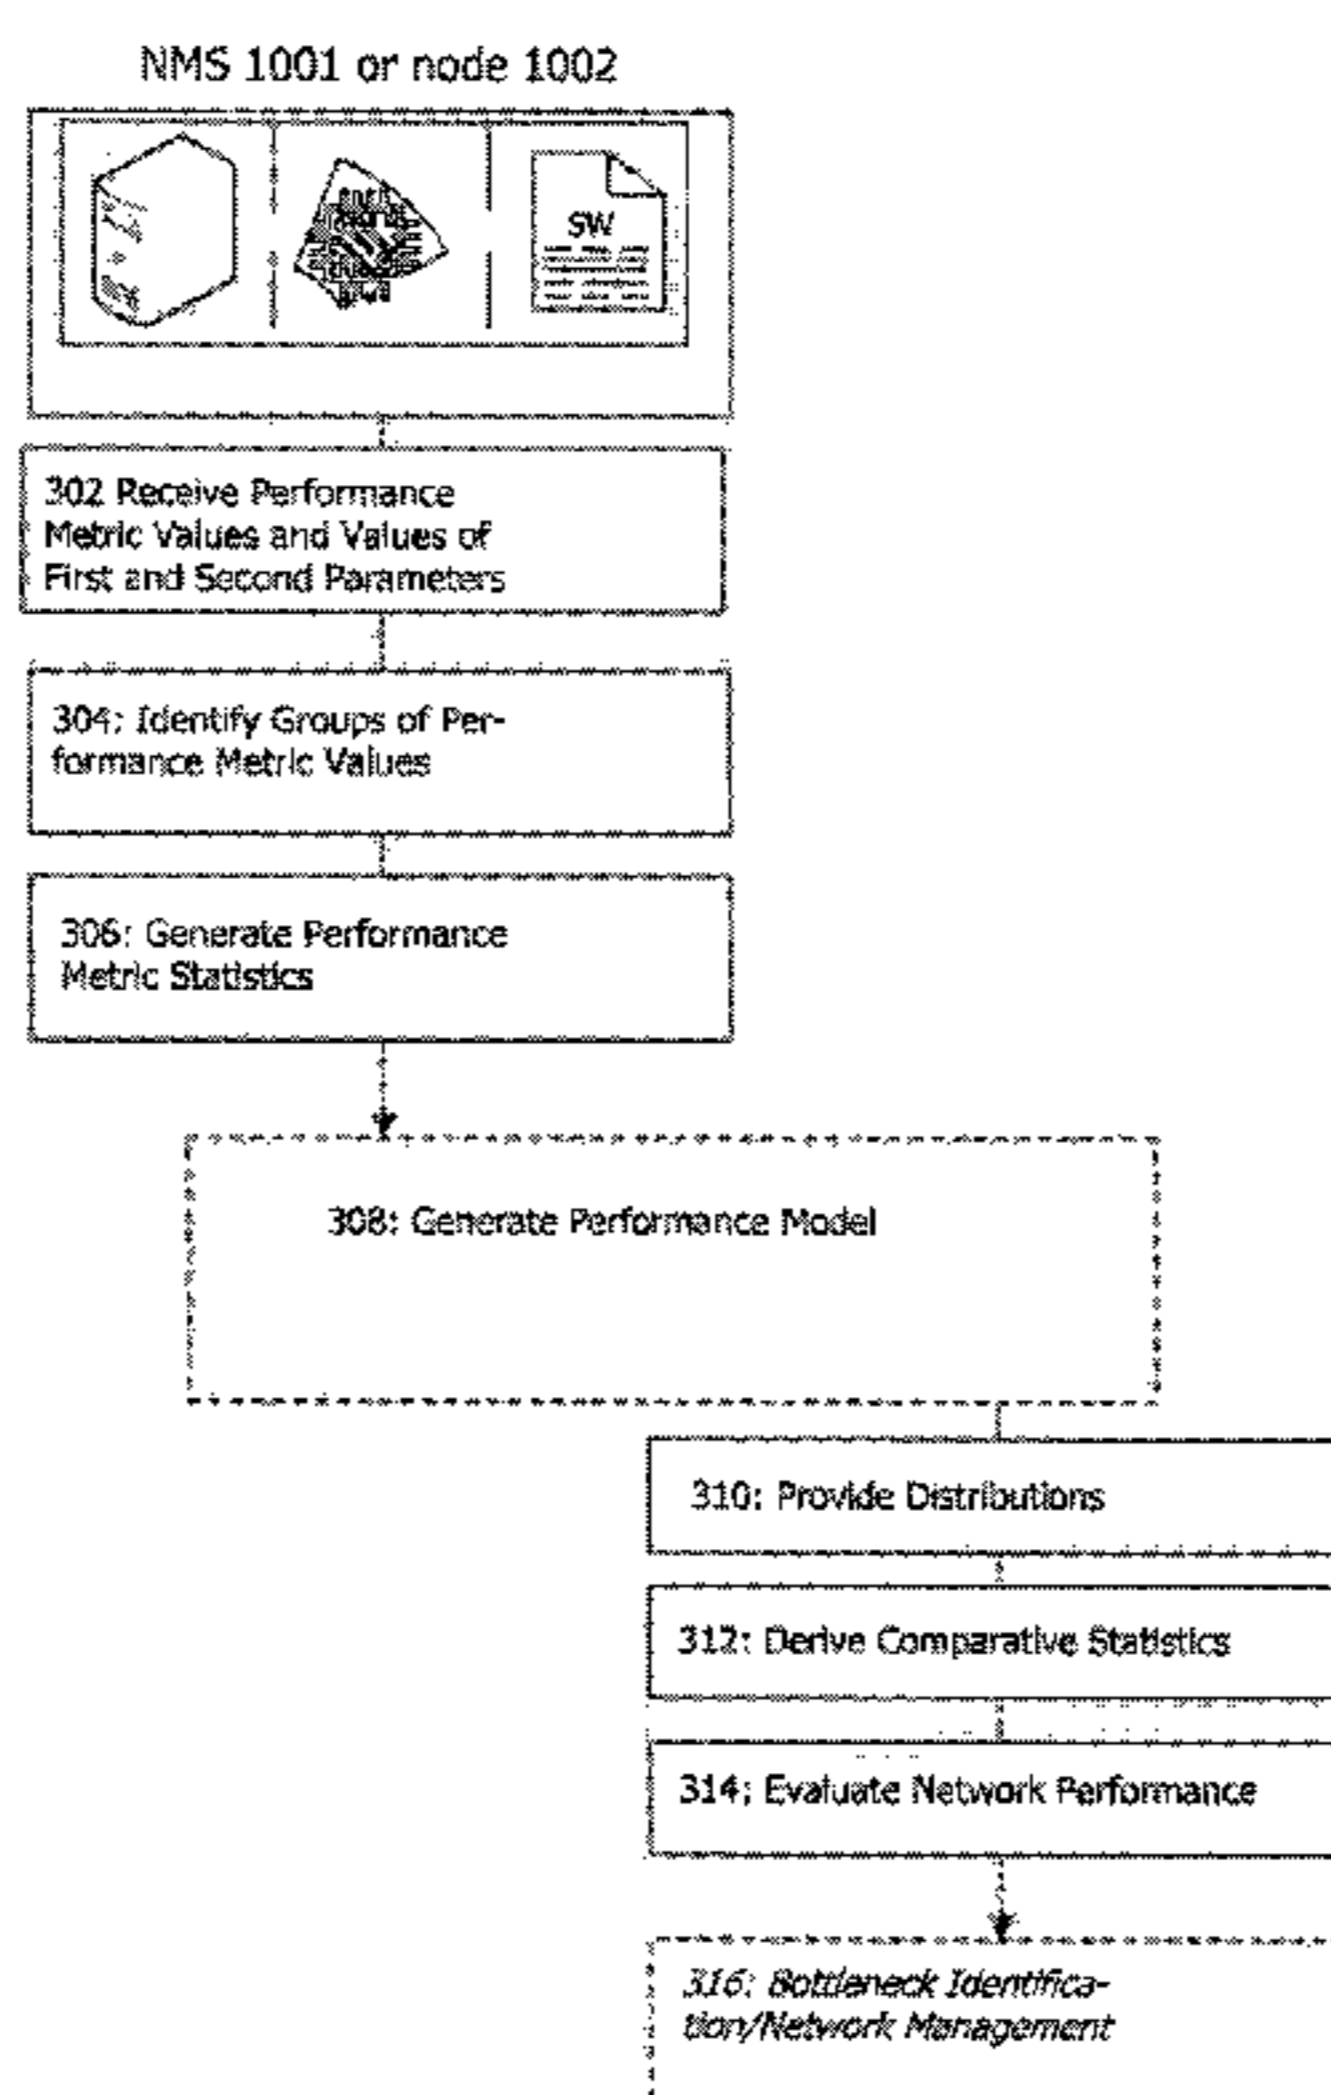 NMS 1001 or node 1002
SW
302 Receive Performance
Metric Values and Values of
First and Second Parameters
304: Identify Groups of Per-
formance Metric Values
306: Generate Performance
Metric Statistics
308: Generate Performance Model
310: Provide Distributions
312: Derive Comparative Statistics
314: Evaluate Network Performance
316: Bottleneck Identifica-
tion/Network Management